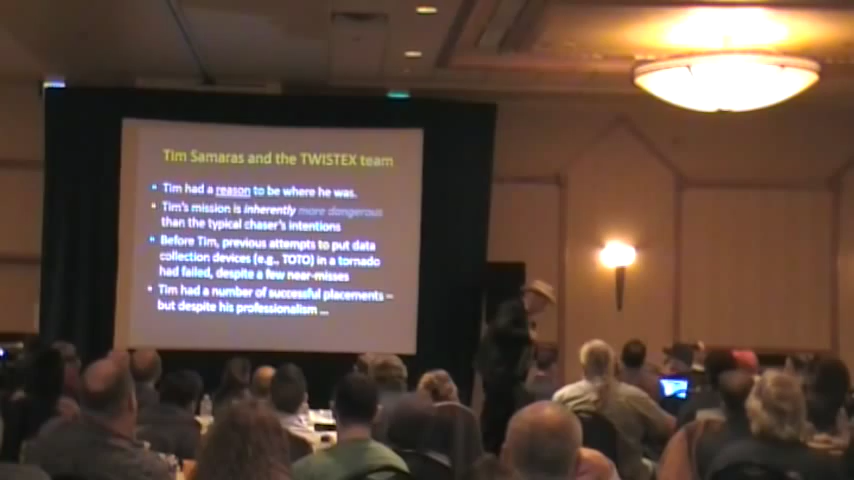 Tim Samaras and the TWISTEX team
• Tim had a reason to be where he was.
• Tim's mission is inherently more dangerous
than the typical chaser's intentions
• Before Tim, previous attempts to put data
collection devices (e.g., TOTO) in a tornado
had failed, despite a few near-misses
• Tim had a number of successful placements –
but despite his professionalism ...